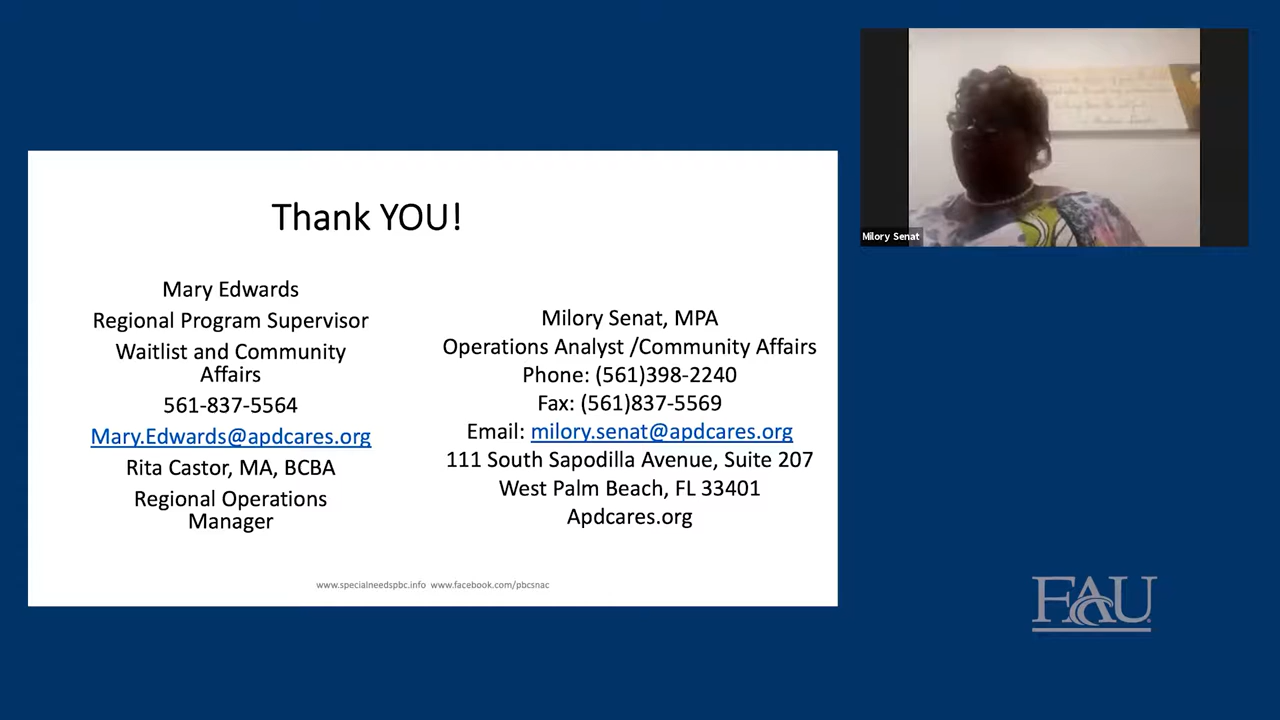 Thank YOU!
Mary Edwards
Regional Program Supervisor
Waitlist and Community
Affairs
561-837-5564
Mary.Edwards@apdcares.org
Rita Castor, MA, BCBA
Regional Operations
Manager
Milory Senat, MPA
Operations Analyst /Community Affairs
Phone: (561)398-2240
Fax: (561)837-5569
Email: milory.senat@apdcares.org
111 South Sapodilla Avenue, Suite 207
West Palm Beach, FL 33401
Apdcares.org
www.specialneedspbc.info www.facebook.com/pbcsnac
Milory Senat
FAU